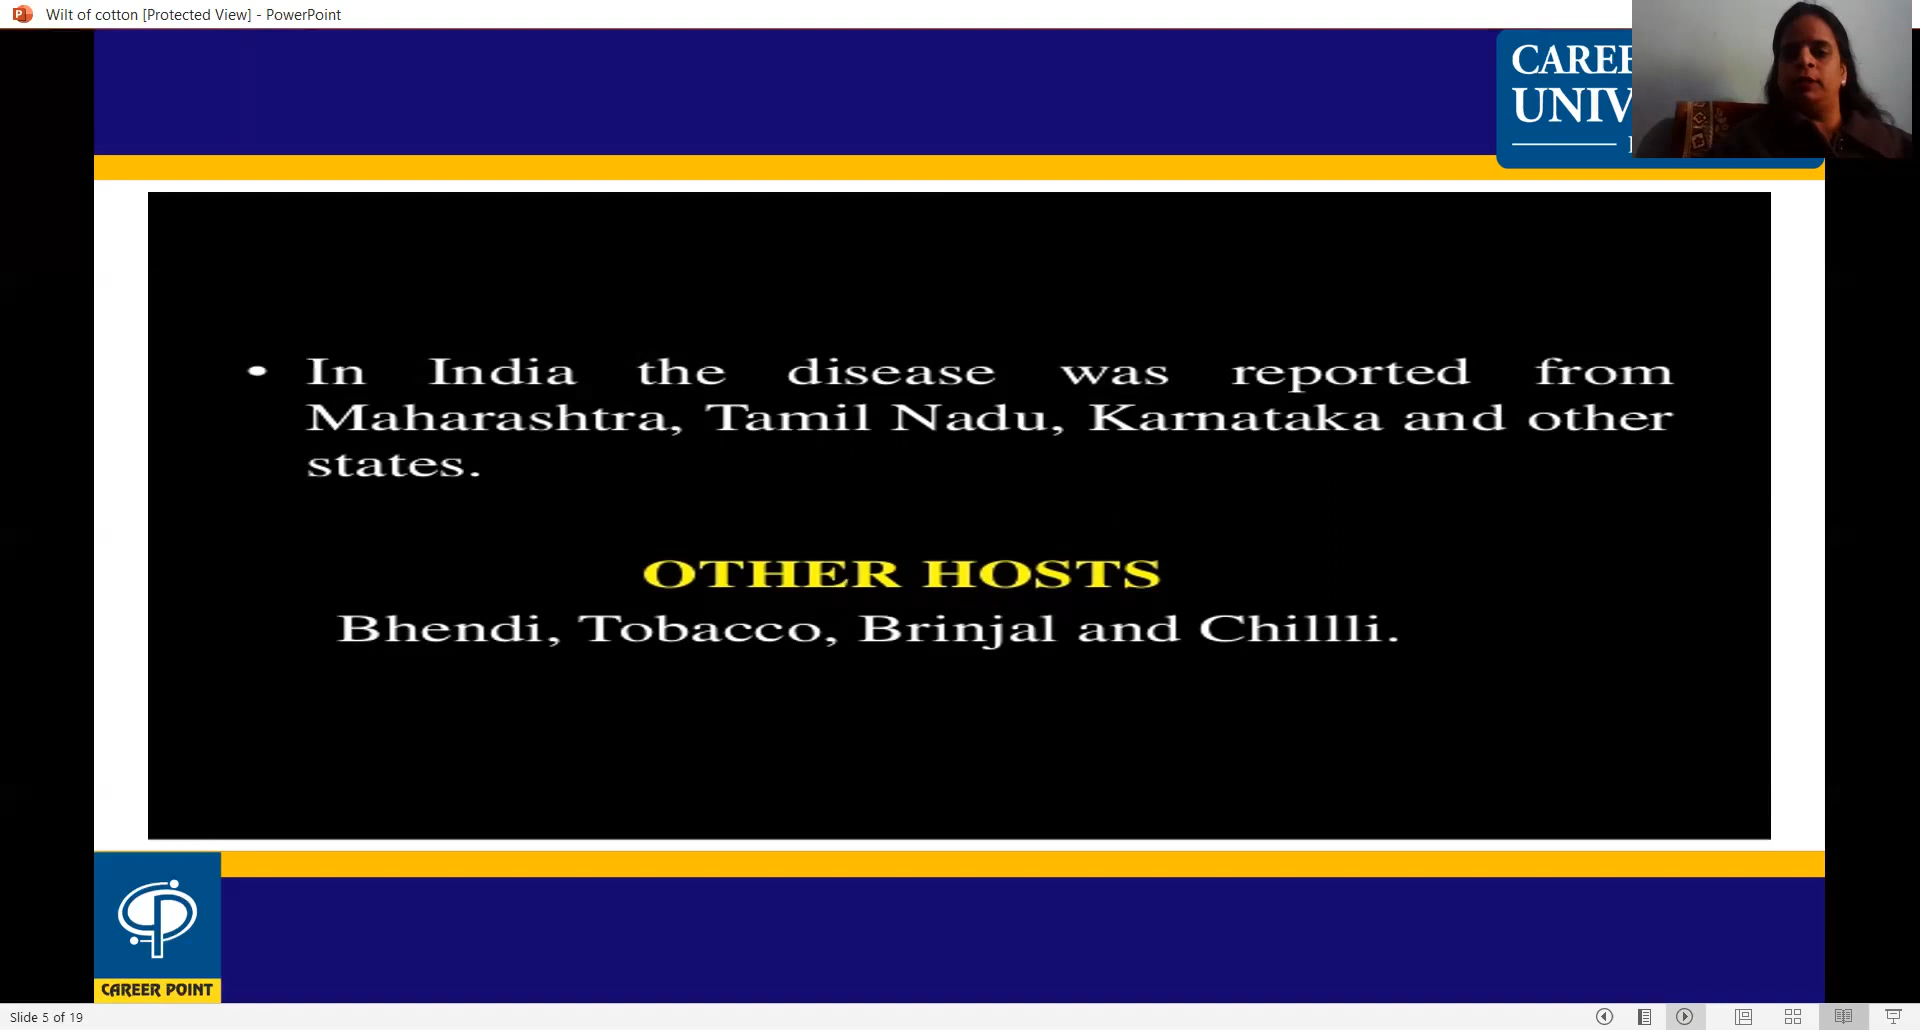 Wilt of cotton [Protected View] - PowerPoint
CAREE
UNIV
• In India the disease was reported from
Maharashtra, Tamil Nadu, Karnataka and other
states.
OTHER HOSTS
Bhendi, Tobacco, Brinjal and Chillli.
CAREER POINT
Slide 5 of 19